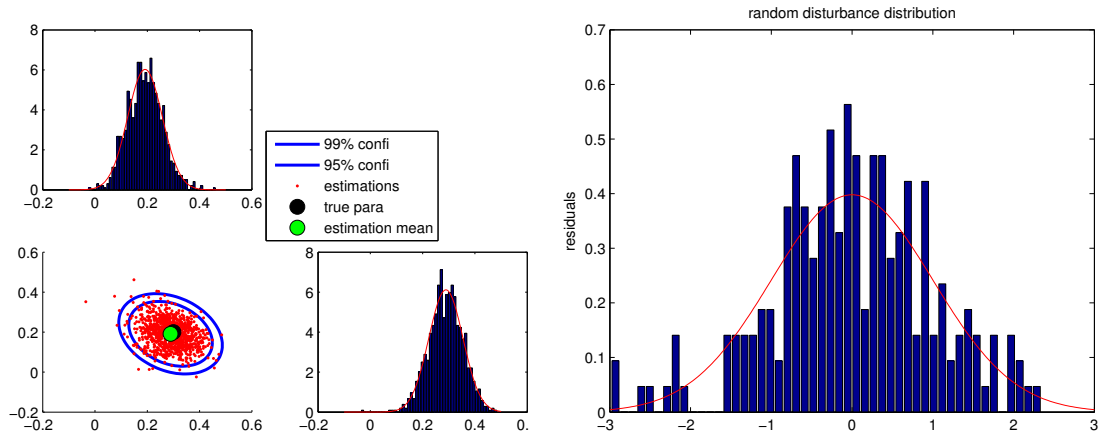 random disturbance distribution
8
6
4
2
0
−0.2 0 0.2 0.4 0.6
99% confi
95% confi
estimations
true para
estimation mean
0.6
0.4
0.2
0
−0.2
−0.2 0 0.2 0.4 0.6
8
6
4
2
0
−0.2 0 0.2 0.4 0.
residuals
0.7
0.6
0.5
0.4
0.3
0.2
0.1
0
−3 −2 −1 0 1 2 3